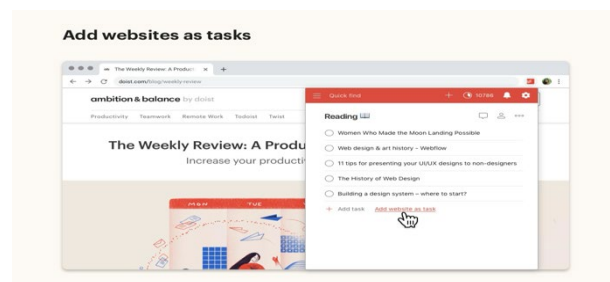 Add websites as tasks
The Weekly Review: A Produc
doist.com/blog/weekly-review
ambition & balance by doist
Productivity Teamwork Remote Work Todoist Twist
The Weekly Review: A Produ
Increase your productiv
MON
TUE
Quick find
10786
Reading
Women Who Made the Moon Landing Possible
Web design & art history – Webflow
11 tips for presenting your UI/UX designs to non-designers
The History of Web Design
Building a design system – where to start?
+ Add task Add website as task